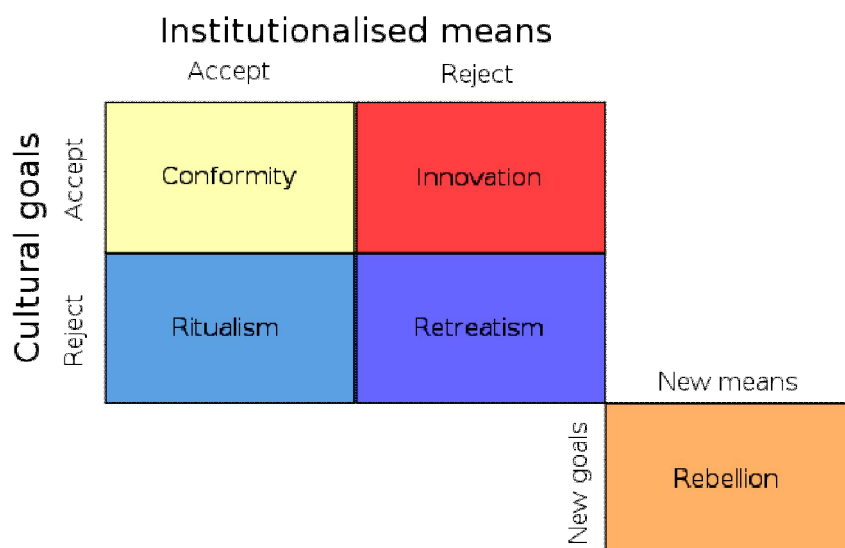 Institutionalised means
Accept
Reject
Cultural goals
Accept
Conformity
Innovation
Reject
Ritualism
Retreatism
New means
New goals
Rebellion